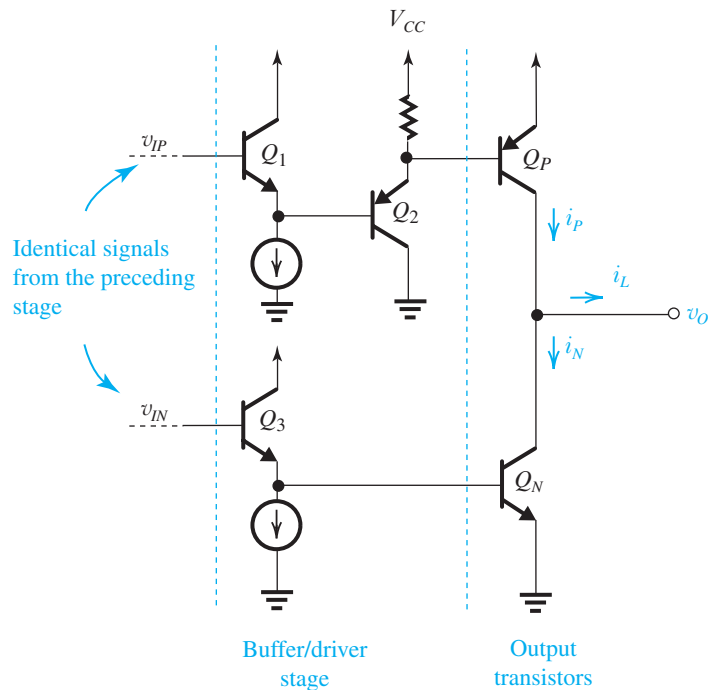 V_CC
v_IP
Q_1
Q_P
Q_2
i_P
Identical signals
from the preceding
stage
i_L
v_O
i_N
v_IN
Q_3
Q_N
Buffer/driver
stage
Output
transistors